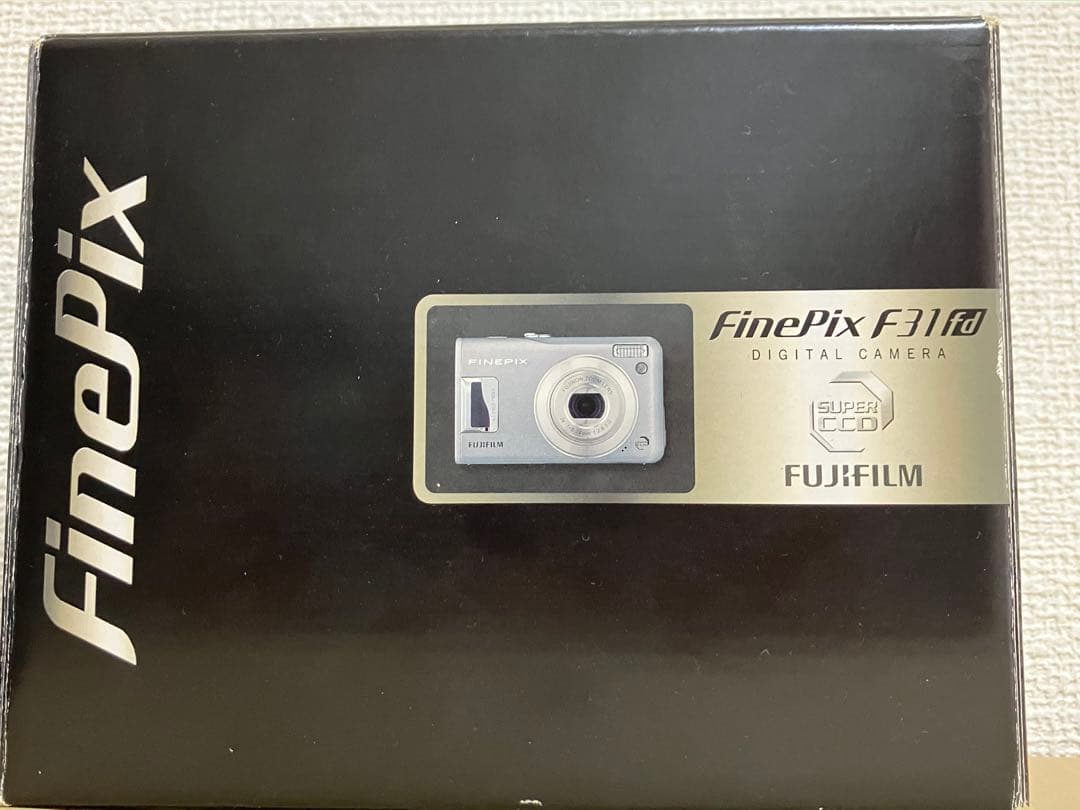 FinePix
FINEPIX
FUJIFILM
FinePix F31fd
DIGITAL CAMERA
SUPER
CCD
FUJIFILM